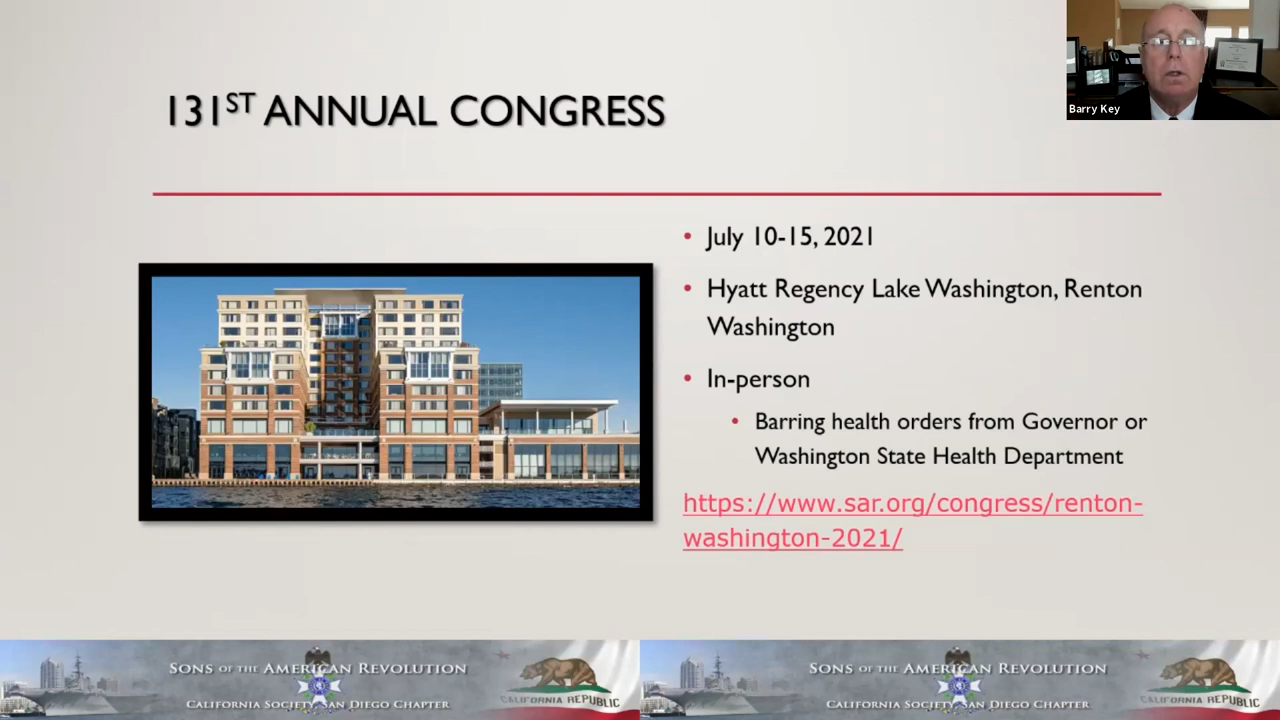 Barry Key
131ST ANNUAL CONGRESS
• July 10-15, 2021
• Hyatt Regency Lake Washington, Renton
Washington
• In-person
• Barring health orders from Governor or
Washington State Health Department
https://www.sar.org/congress/renton-
washington-2021/
SONS OF THE AMERICAN REVOLUTION
CALIFORNIA SOCIETY SAN DIEGO CHAPTER
CALIFORNIA REPUBLIC
SONS OF THE AMERICAN REVOLUTION
CALIFORNIA SOCIETY SAN DIEGO CHAPTER
CALIFORNIA REPUBLIC